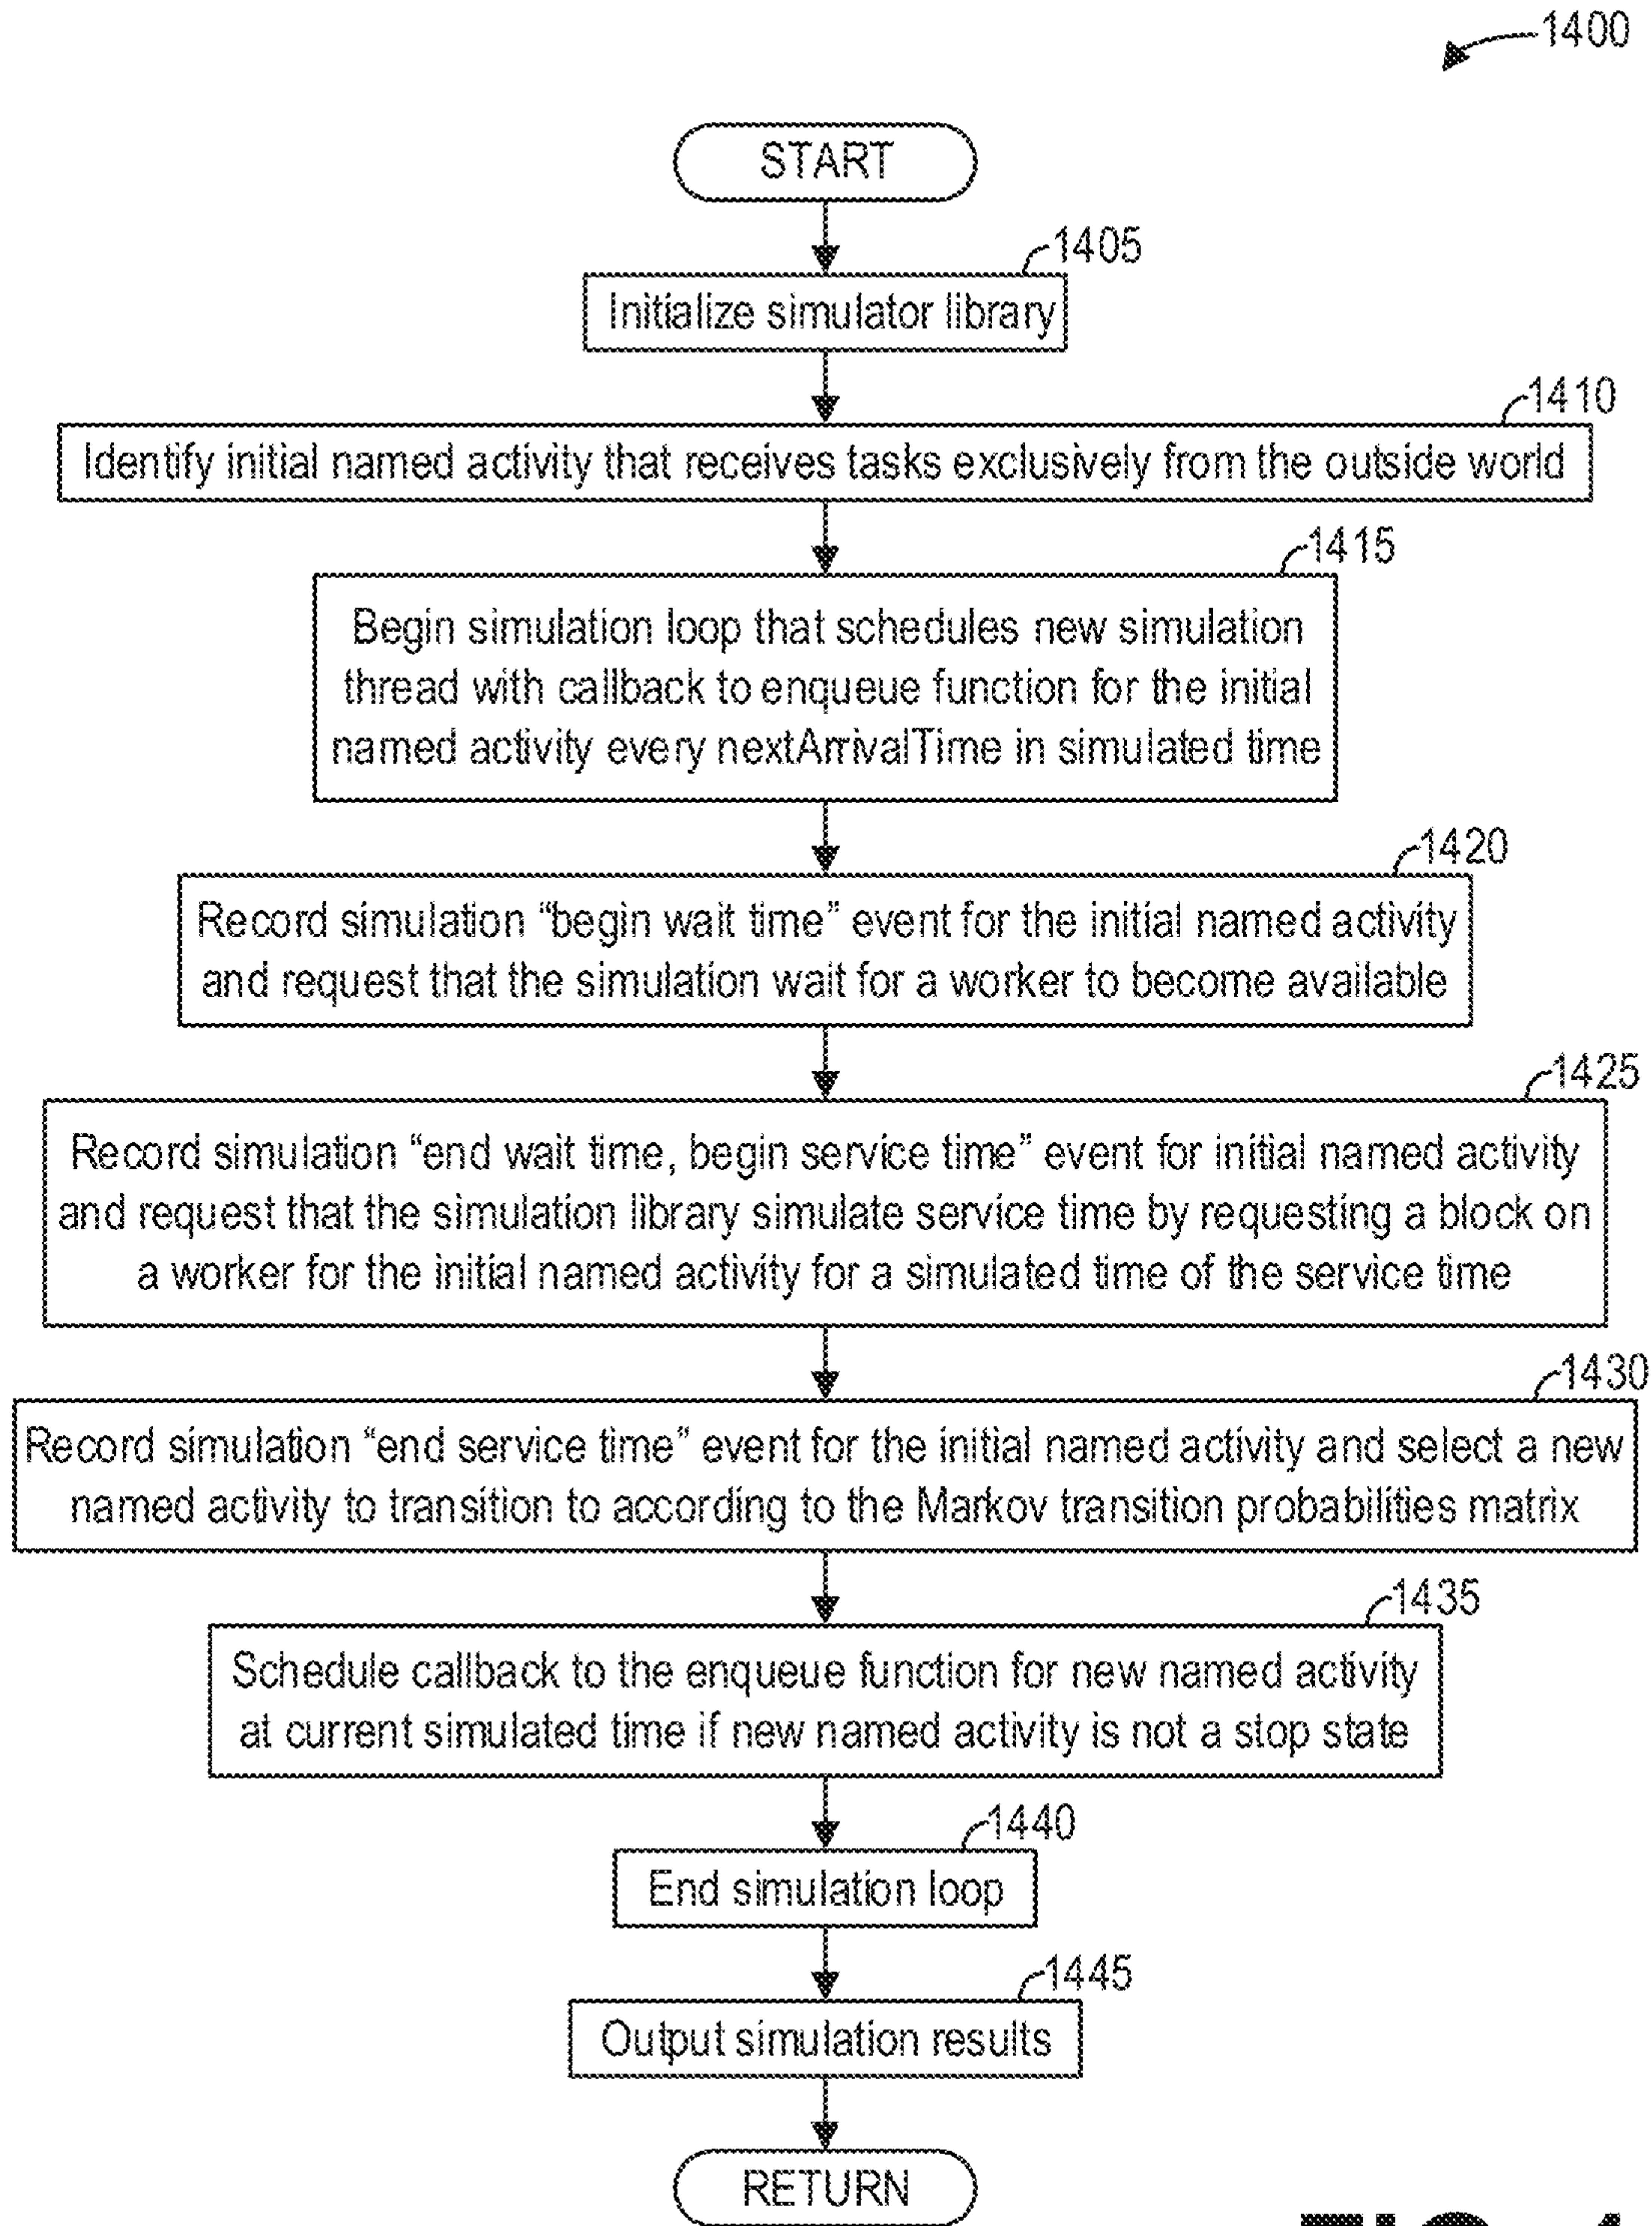 1400
START
1405
Initialize simulator library
1410
Identify initial named activity that receives tasks exclusively from the outside world
1415
Begin simulation loop that schedules new simulation
thread with callback to enqueue function for the initial
named activity every nextArrivalTime in simulated time
1420
Record simulation “begin wait time” event for the initial named activity
and request that the simulation wait for a worker to become available
1425
Record simulation “end wait time, begin service time” event for initial named activity
and request that the simulation library simulate service time by requesting a block on
a worker for the initial named activity for a simulated time of the service time
1430
Record simulation “end service time” event for the initial named activity and select a new
named activity to transition to according to the Markov transition probabilities matrix
1435
Schedule callback to the enqueue function for new named activity
at current simulated time if new named activity is not a stop state
1440
End simulation loop
1445
Output simulation results
RETURN